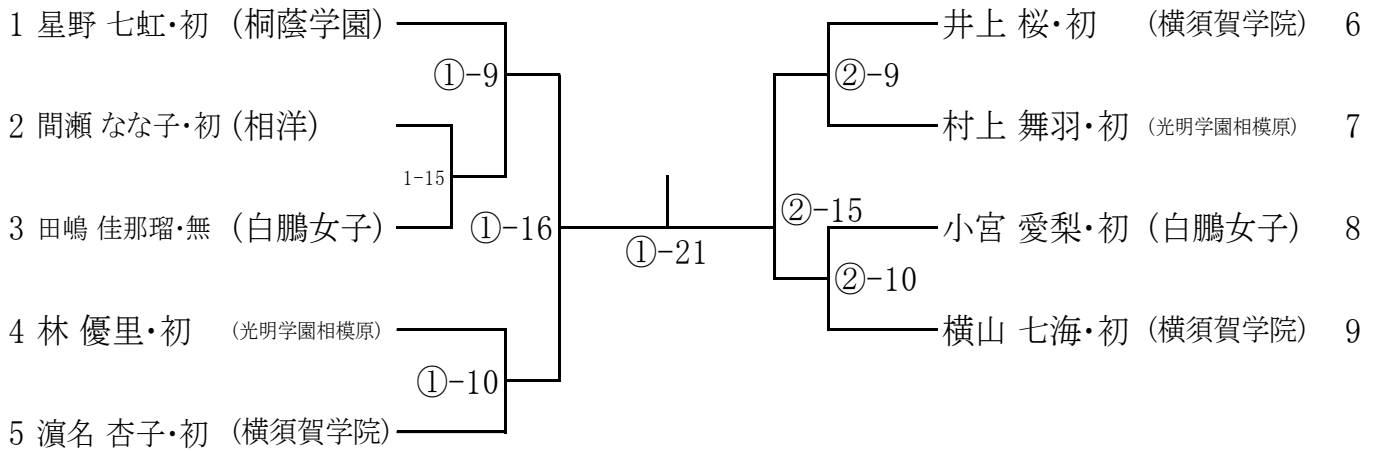 1 星野 七虹・初 (桐蔭学園)
①-9
2 間瀬 なな子・初 (相洋)
1-15
3 田嶋 佳那瑠・無 (白鵬女子)
①-16
4 林 優里・初 (光明学園相模原)
①-10
5 濵名 杏子・初 (横須賀学院)
①-21
井上 桜・初 (横須賀学院) 6
②-9
村上 舞羽・初 (光明学園相模原) 7
②-15
小宮 愛梨・初 (白鵬女子) 8
②-10
横山 七海・初 (横須賀学院) 9